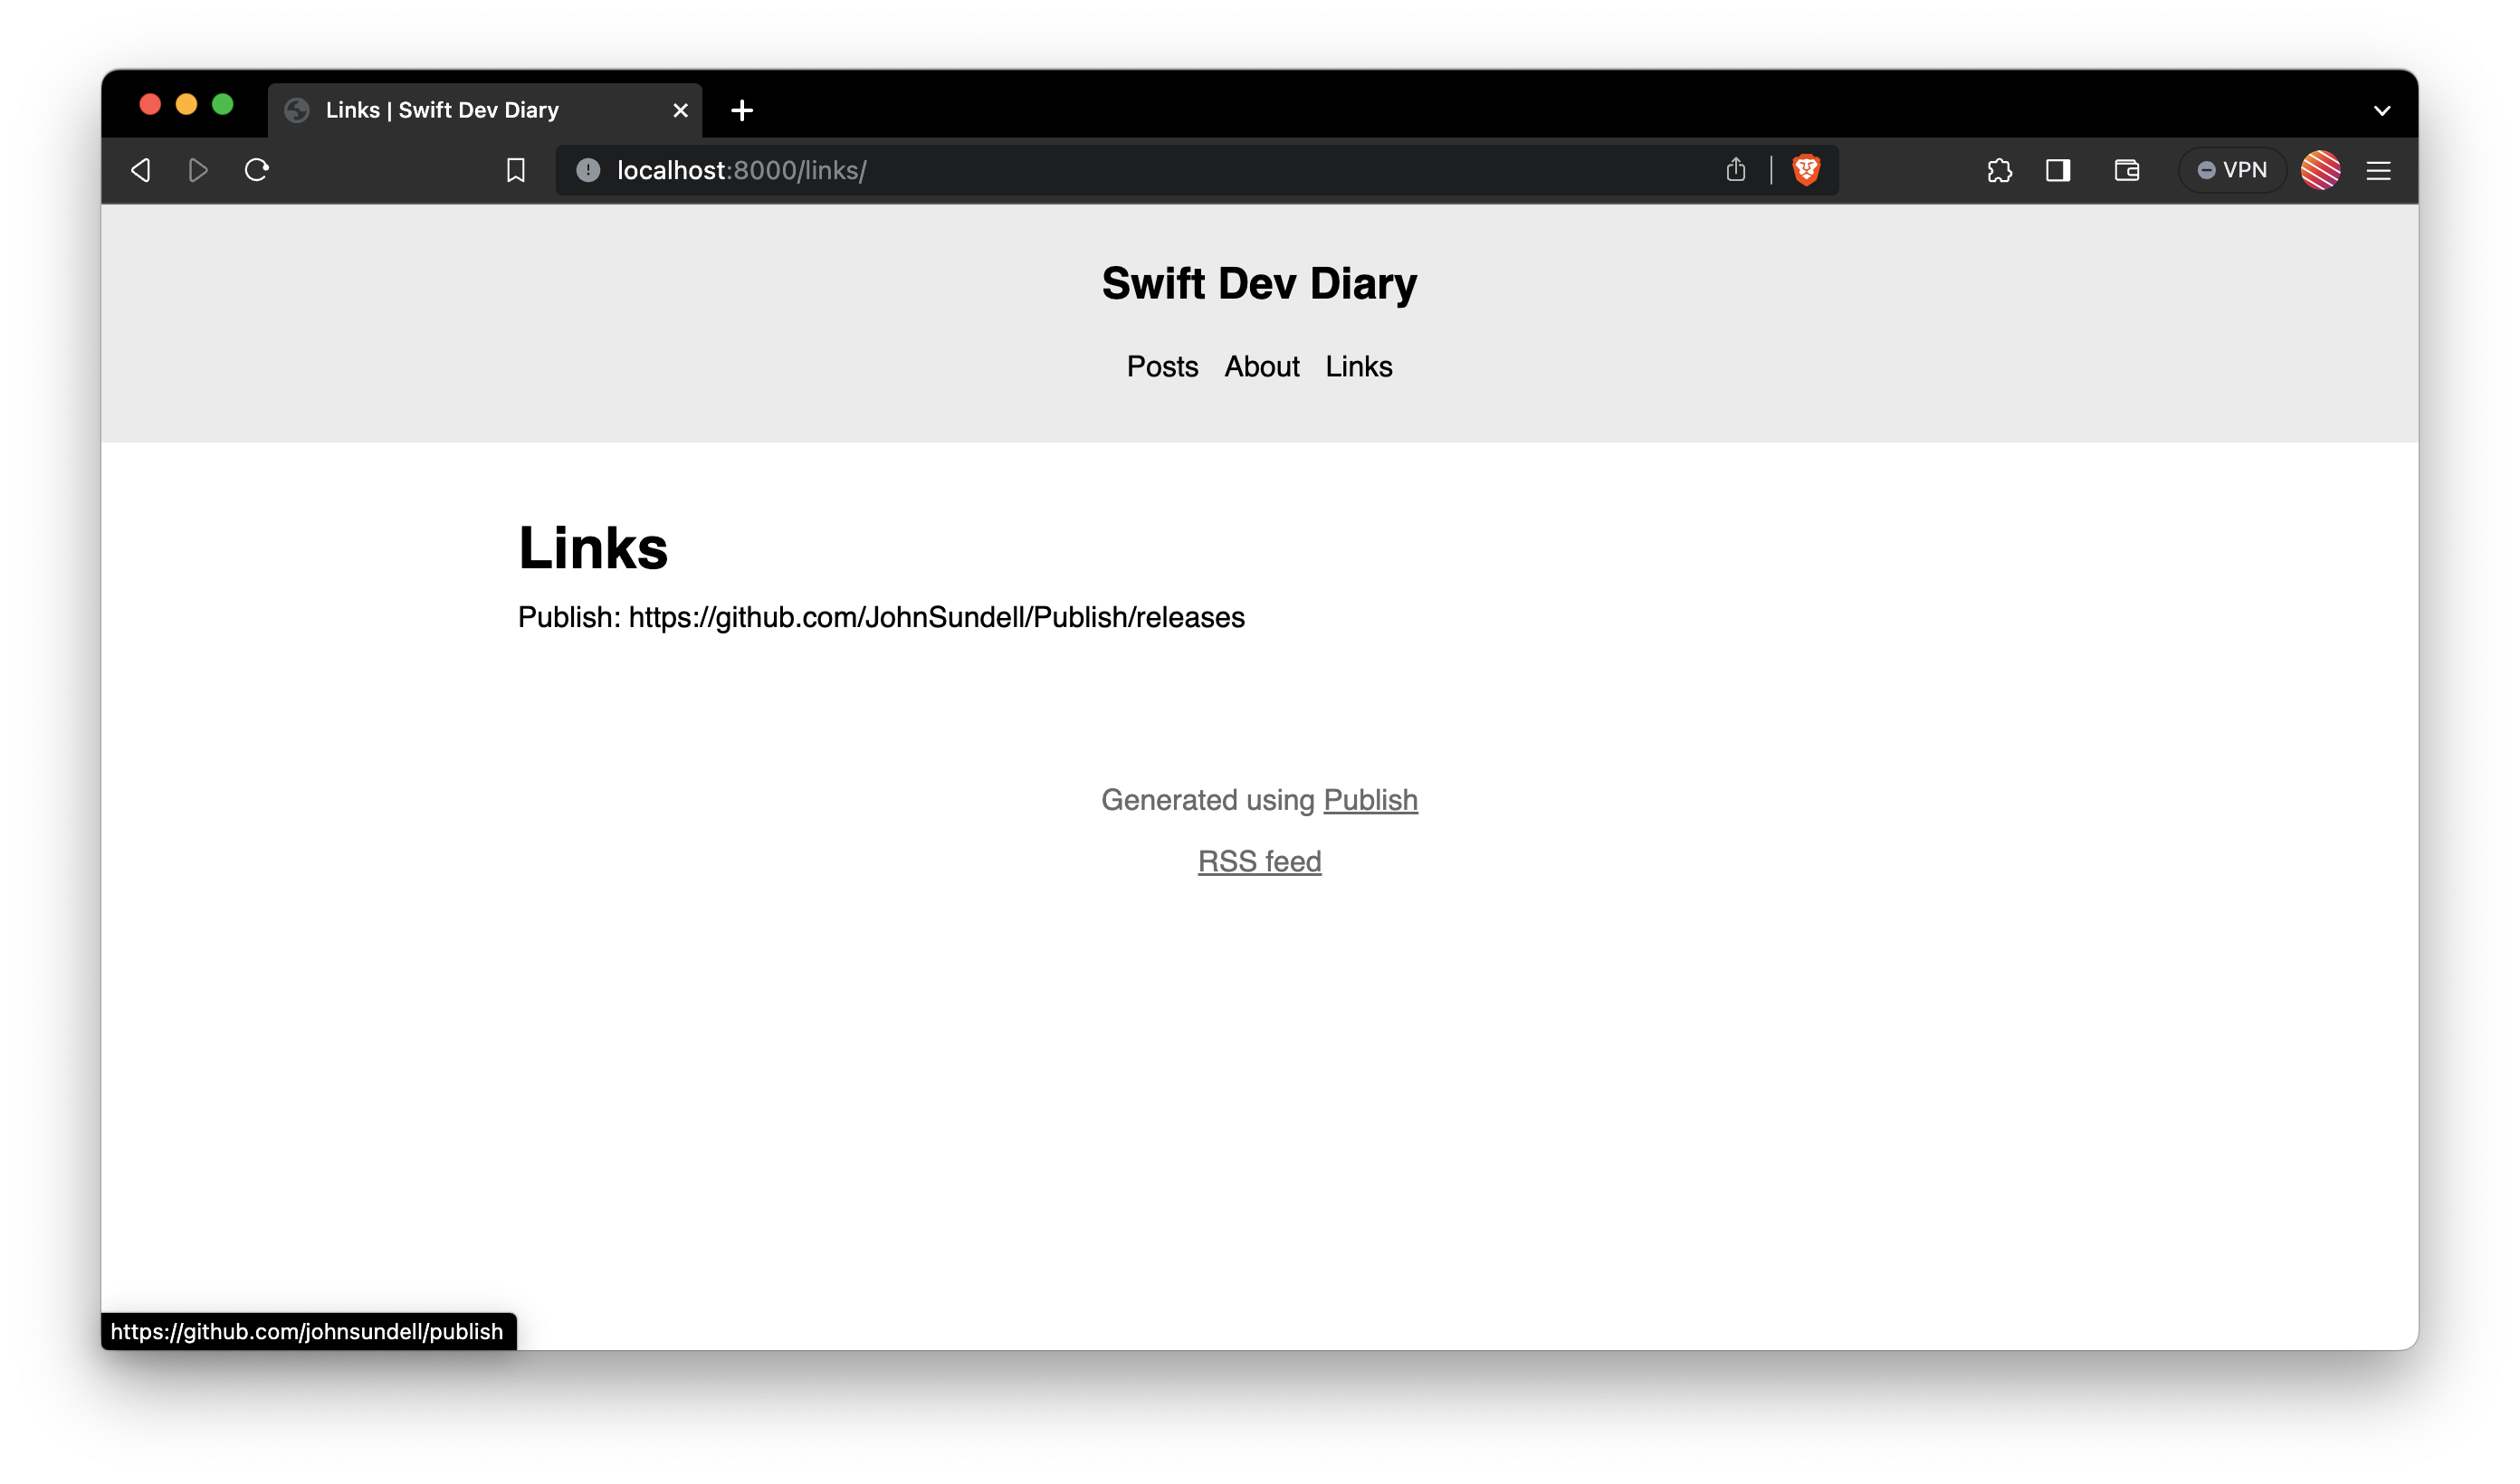 Links | Swift Dev Diary
localhost:8000/links/
VPN
Swift Dev Diary
Posts About Links
Links
Publish: https://github.com/JohnSundell/Publish/releases
Generated using Publish
RSS feed
https://github.com/johnsundell/publish